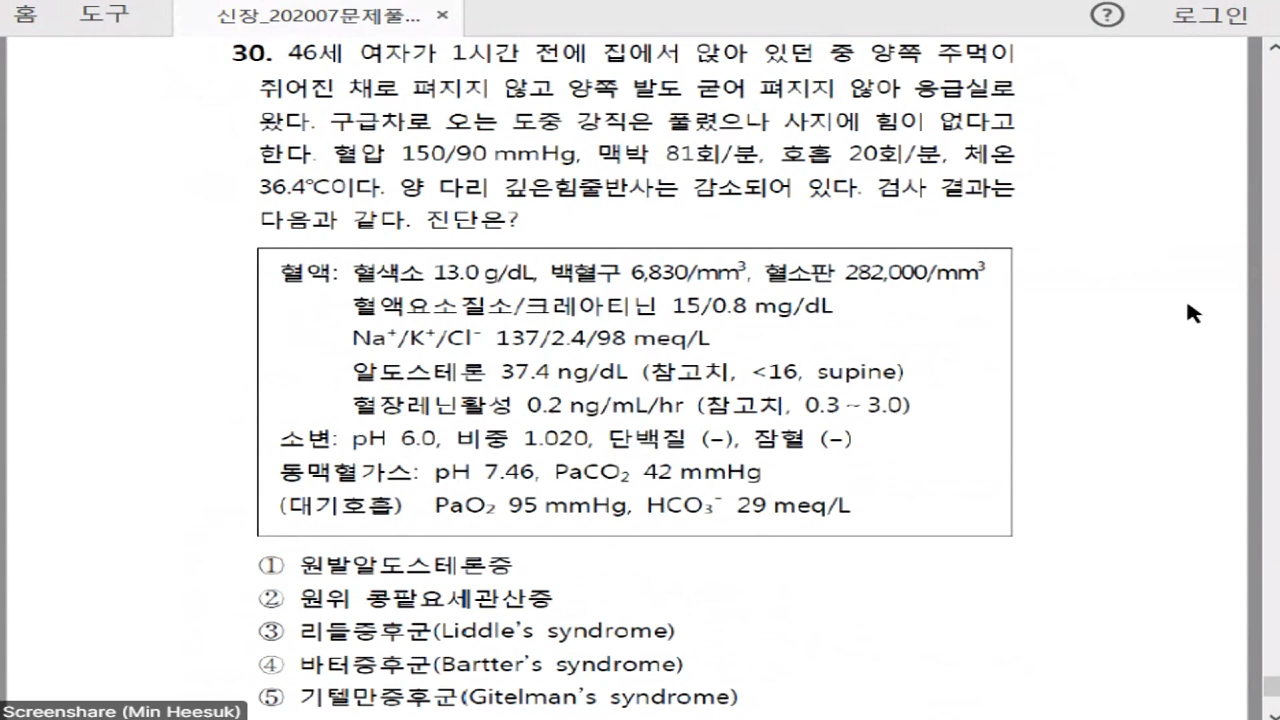 홈 도구 신장_202007문제풀... × ? 로그인
30. 46세 여자가 1시간 전에 집에서 앉아 있던 중 양쪽 주먹이
쥐어진 채로 펴지지 않고 양쪽 발도 굳어 펴지지 않아 응급실로
왔다. 구급차로 오는 도중 강직은 풀렸으나 사지에 힘이 없다고
한다. 혈압 150/90 mmHg, 맥박 81회/분, 호흡 20회/분, 체온
36.4℃이다. 양 다리 깊은힘줄반사는 감소되어 있다. 검사 결과는
다음과 같다. 진단은?
혈액: 혈색소 13.0 g/dL, 백혈구 6,830/mm³, 혈소판 282,000/mm³
혈액요소질소/크레아티닌 15/0.8 mg/dL
Na⁺/K⁺/Cl⁻ 137/2.4/98 meq/L
알도스테론 37.4 ng/dL (참고치, <16, supine)
혈장레닌활성 0.2 ng/mL/hr (참고치, 0.3 ~ 3.0)
소변: pH 6.0, 비중 1.020, 단백질 (–), 잠혈 (–)
동맥혈가스: pH 7.46, PaCO₂ 42 mmHg
(대기호흡) PaO₂ 95 mmHg, HCO₃⁻ 29 meq/L
① 원발알도스테론증
② 원위 콩팥요세관산증
③ 리들증후군(Liddle's syndrome)
④ 바터증후군(Bartter's syndrome)
⑤ 기텔만증후군(Gitelman's syndrome)
Screenshare (Min Heesuk)